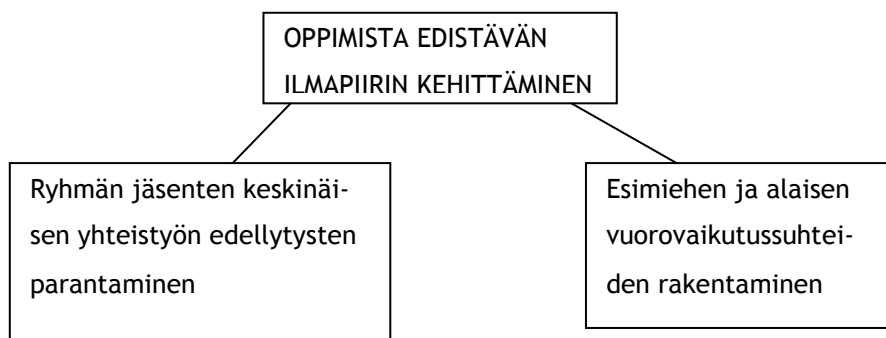 OPPIMISTA EDISTÄVÄN
ILMAPIIRIN KEHITTÄMINEN
Ryhmän jäsenten keskinäi-
sen yhteistyön edellytysten
parantaminen
Esimiehen ja alaisen
vuorovaikutussuhtei-
den rakentaminen